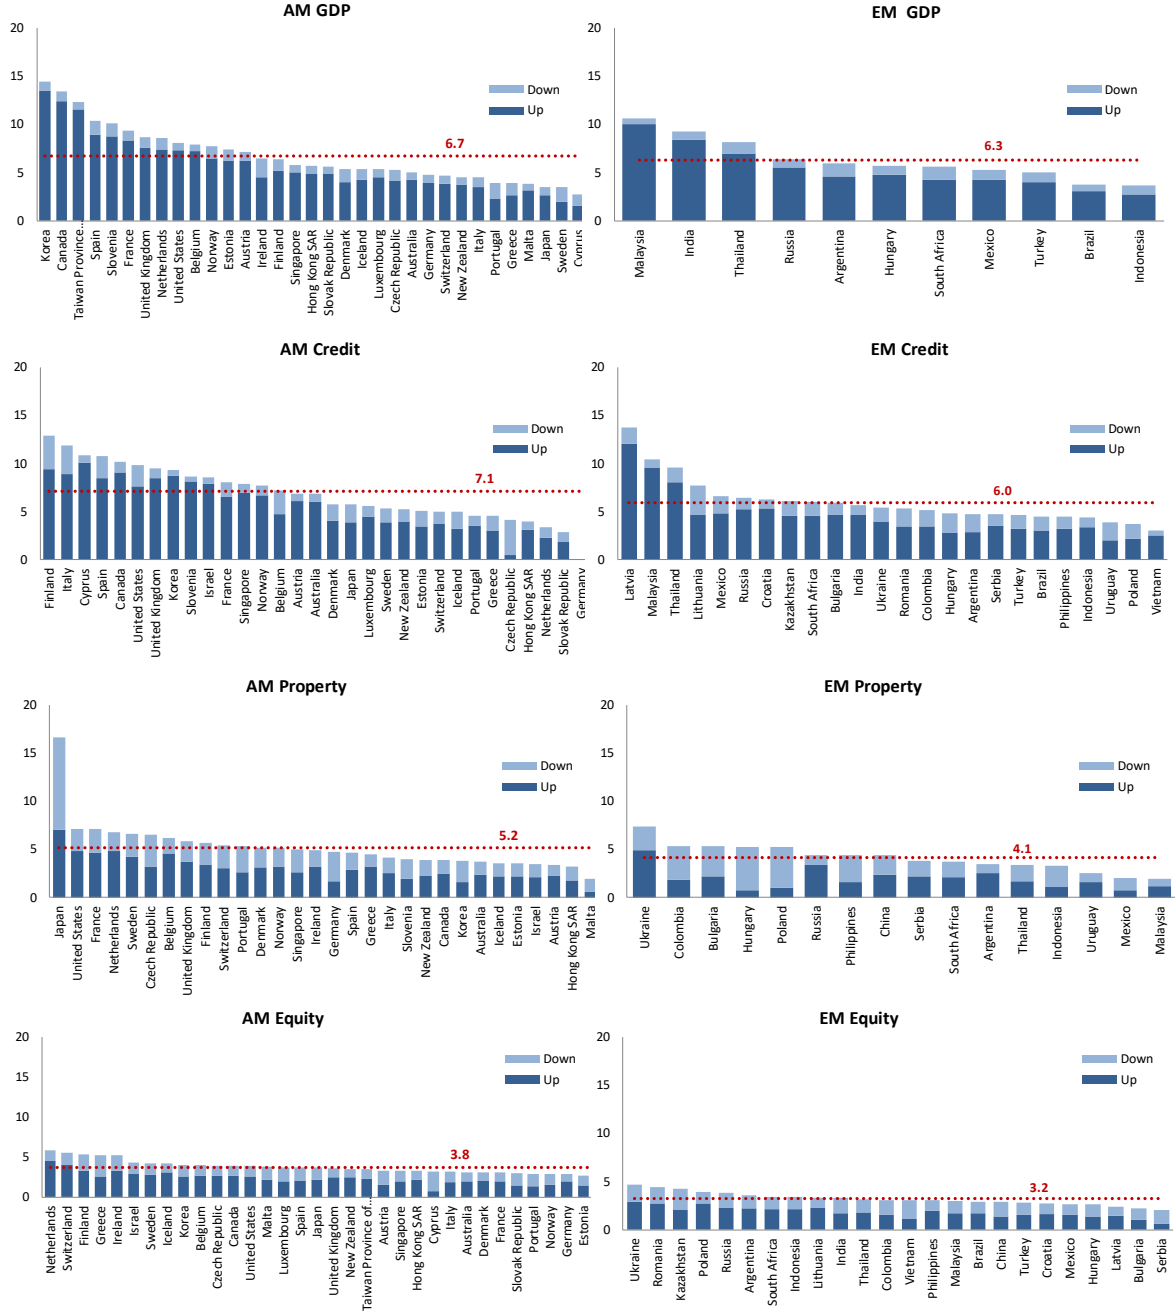 AM GDP
20
15
10
5
0
Down
Up
6.7
Korea
Canada
Taiwan Province...
Spain
Slovenia
France
United Kingdom
Netherlands
United States
Belgium
Norway
Estonia
Austria
Ireland
Finland
Singapore
Hong Kong SAR
Slovak Republic
Denmark
Iceland
Luxembourg
Czech Republic
Australia
Germany
Switzerland
New Zealand
Italy
Portugal
Greece
Malta
Japan
Sweden
Cyprus
EM GDP
20
15
10
5
0
Down
Up
6.3
Malaysia
India
Thailand
Russia
Argentina
Hungary
South Africa
Mexico
Turkey
Brazil
Indonesia
AM Credit
20
15
10
5
0
Down
Up
7.1
Finland
Italy
Cyprus
Spain
Canada
United States
United Kingdom
Korea
Slovenia
Israel
France
Singapore
Norway
Belgium
Austria
Australia
Denmark
Japan
Luxembourg
Sweden
New Zealand
Estonia
Switzerland
Iceland
Portugal
Greece
Czech Republic
Hong Kong SAR
Netherlands
Slovak Republic
Germany
EM Credit
20
15
10
5
0
Down
Up
6.0
Latvia
Malaysia
Thailand
Lithuania
Mexico
Russia
Croatia
Kazakhstan
South Africa
Bulgaria
India
Ukraine
Romania
Colombia
Hungary
Argentina
Serbia
Turkey
Brazil
Philippines
Indonesia
Uruguay
Poland
Vietnam
AM Property
20
15
10
5
0
Down
Up
5.2
Japan
United States
France
Netherlands
Sweden
Czech Republic
Belgium
United Kingdom
Finland
Switzerland
Portugal
Denmark
Norway
Singapore
Ireland
Germany
Spain
Greece
Italy
Slovenia
New Zealand
Canada
Korea
Australia
Iceland
Estonia
Israel
Austria
Hong Kong SAR
Malta
EM Property
20
15
10
5
0
Down
Up
4.1
Ukraine
Colombia
Bulgaria
Hungary
Poland
Russia
Philippines
China
Serbia
South Africa
Argentina
Thailand
Indonesia
Uruguay
Mexico
Malaysia
AM Equity
20
15
10
5
0
Down
Up
3.8
Netherlands
Switzerland
Finland
Greece
Ireland
Israel
Sweden
Iceland
Korea
Belgium
Czech Republic
Canada
United States
Malta
Luxembourg
Spain
Japan
United Kingdom
New Zealand
Taiwan Province of...
Austria
Singapore
Hong Kong SAR
Cyprus
Italy
Australia
Denmark
France
Slovak Republic
Portugal
Norway
Germany
Estonia
EM Equity
20
15
10
5
0
Down
Up
3.2
Ukraine
Romania
Kazakhstan
Poland
Russia
Argentina
South Africa
Indonesia
Lithuania
India
Thailand
Colombia
Vietnam
Philippines
Malaysia
Brazil
China
Turkey
Croatia
Mexico
Hungary
Latvia
Bulgaria
Serbia